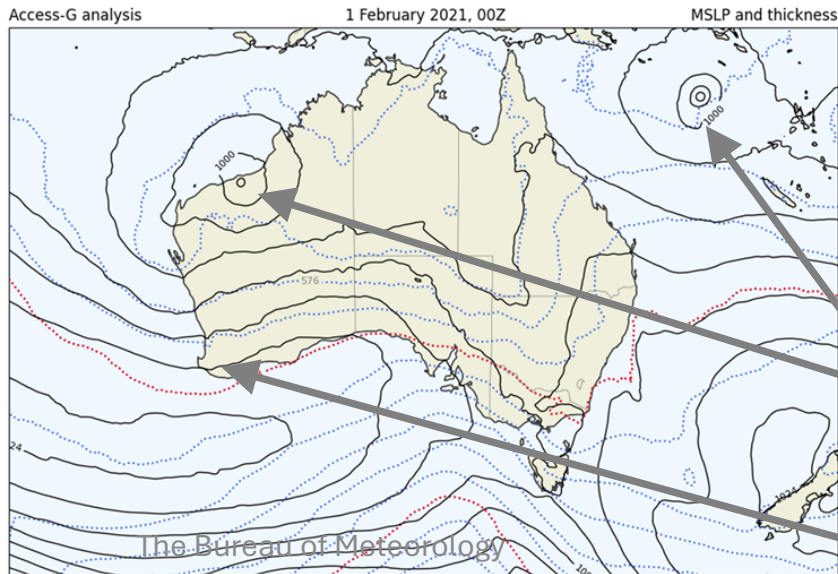 Access-G analysis 1 February 2021, 00Z MSLP and thickness
1000
1000
576
24
1024
The Bureau of Meteorology